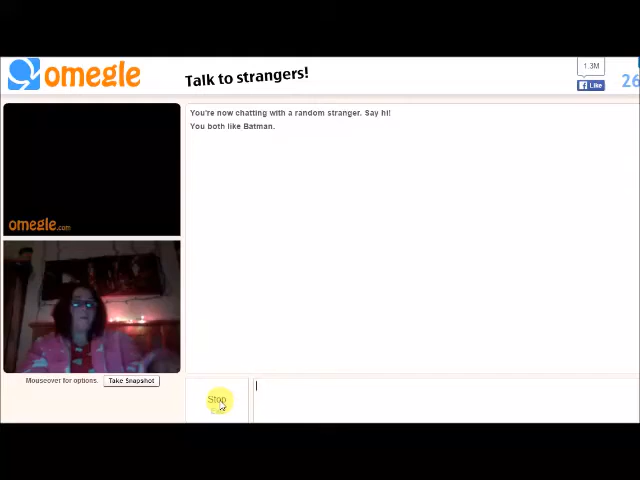 omegle
Talk to strangers!
1.3M
Like
26
You're now chatting with a random stranger. Say hi!
You both like Batman.
omegle.com
Mouseover for options.
Take Snapshot
Stop